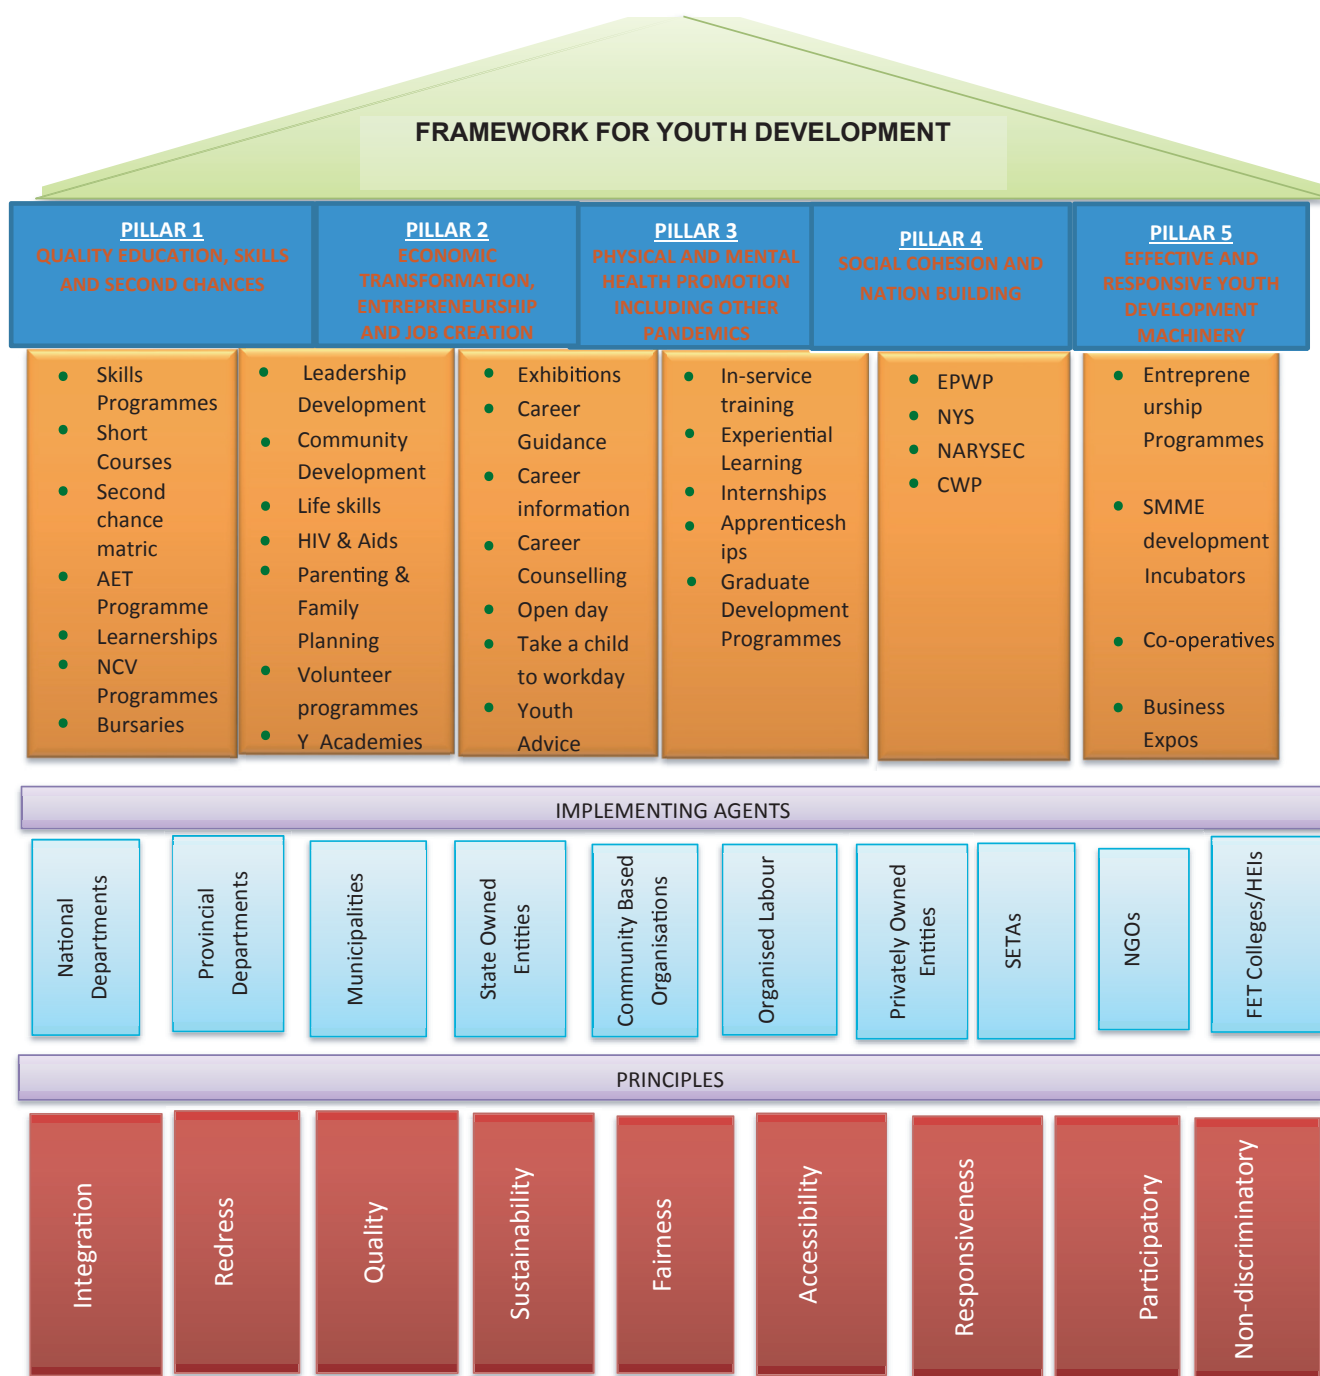 FRAMEWORK FOR YOUTH DEVELOPMENT
PILLAR 1
QUALITY EDUCATION, SKILLS
AND SECOND CHANCES
PILLAR 2
ECONOMIC
TRANSFORMATION,
ENTREPRENEURSHIP
AND JOB CREATION
PILLAR 3
PHYSICAL AND MENTAL
HEALTH PROMOTION
INCLUDING OTHER
PANDEMICS
PILLAR 4
SOCIAL COHESION AND
NATION BUILDING
PILLAR 5
EFFECTIVE AND
RESPONSIVE YOUTH
DEVELOPMENT
MACHINERY
• Skills
Programmes
• Short
Courses
• Second
chance
matric
• AET
Programme
• Learnerships
• NCV
Programmes
• Bursaries
• Leadership
Development
• Community
Development
• Life skills
• HIV & Aids
• Parenting &
Family
Planning
• Volunteer
programmes
• Y Academies
• Exhibitions
• Career
Guidance
• Career
information
• Career
Counselling
• Open day
• Take a child
to workday
• Youth
Advice
• In-service
training
• Experiential
Learning
• Internships
• Apprenticesh
ips
• Graduate
Development
Programmes
• EPWP
• NYS
• NARYSEC
• CWP
• Entreprene
urship
Programmes
• SMME
development
Incubators
• Co-operatives
• Business
Expos
IMPLEMENTING AGENTS
National
Departments
Provincial
Departments
Municipalities
State Owned
Entities
Community Based
Organisations
Organised Labour
Privately Owned
Entities
SETAs
NGOs
FET Colleges/HEIs
PRINCIPLES
Integration
Redress
Quality
Sustainability
Fairness
Accessibility
Responsiveness
Participatory
Non-discriminatory